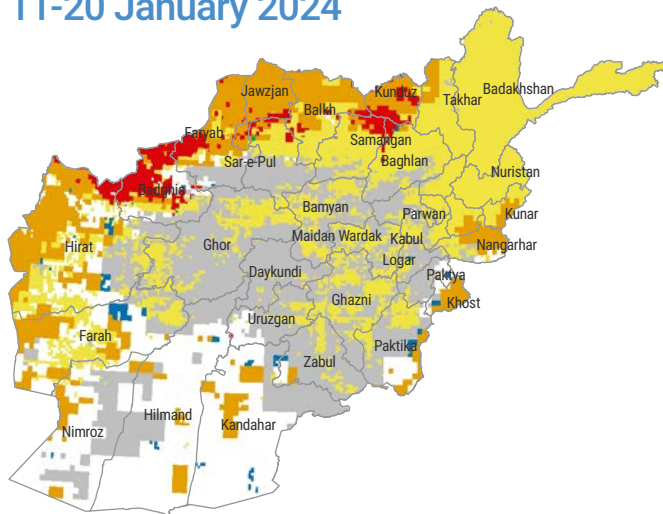 11-20 January 2024
Jawzjan
Kunduz
Balkh
Takhar
Badakhshan
Faryab
Samangan
Sar-e-Pul
Baghlan
Nuristan
Badghis
Bamyan
Parwan
Kunar
Hirat
Ghor
Maidan Wardak
Kabul
Nangarhar
Logar
Daykundi
Paktya
Ghazni
Khost
Uruzgan
Farah
Paktika
Zabul
Hilmand
Kandahar
Nimroz